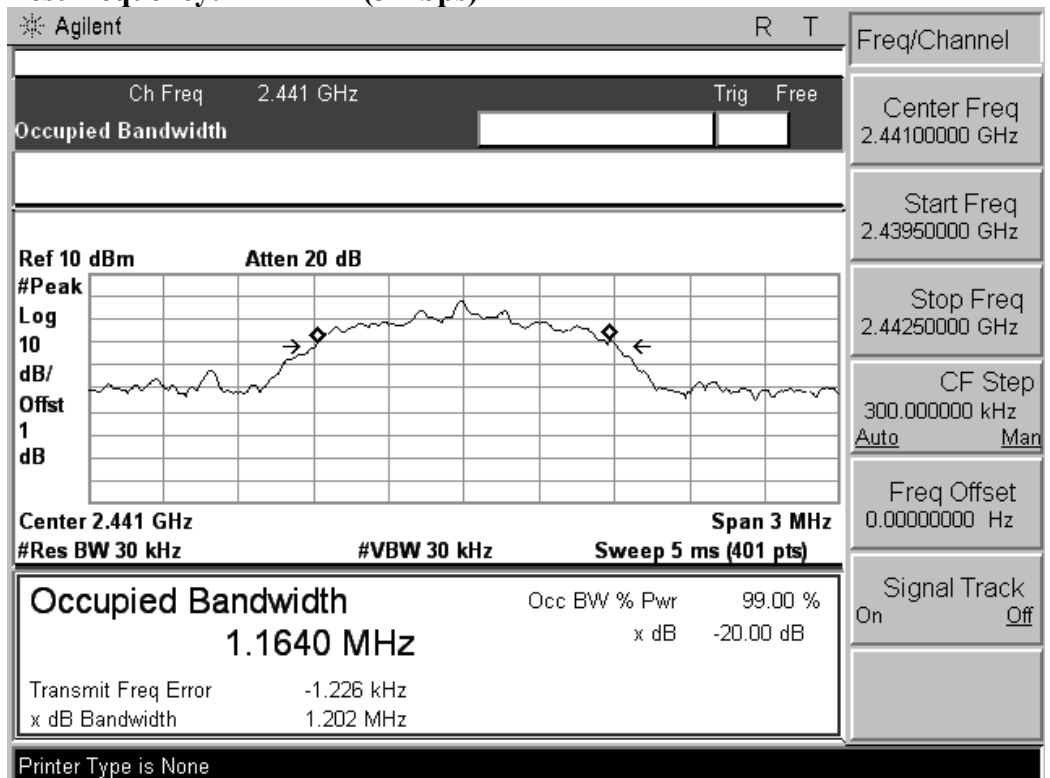 Agilent R T
Freq/Channel
Ch Freq 2.441 GHz Trig Free
Occupied Bandwidth
Center Freq
2.44100000 GHz
Start Freq
2.43950000 GHz
Stop Freq
2.44250000 GHz
CF Step
300.000000 kHz
Auto Man
Freq Offset
0.00000000 Hz
Signal Track
On Off
Ref 10 dBm Atten 20 dB
#Peak
Log
10
dB/
Offst
1
dB
Center 2.441 GHz Span 3 MHz
#Res BW 30 kHz #VBW 30 kHz Sweep 5 ms (401 pts)
Occupied Bandwidth
1.1640 MHz
Occ BW % Pwr 99.00 %
x dB -20.00 dB
Transmit Freq Error -1.226 kHz
x dB Bandwidth 1.202 MHz
Printer Type is None